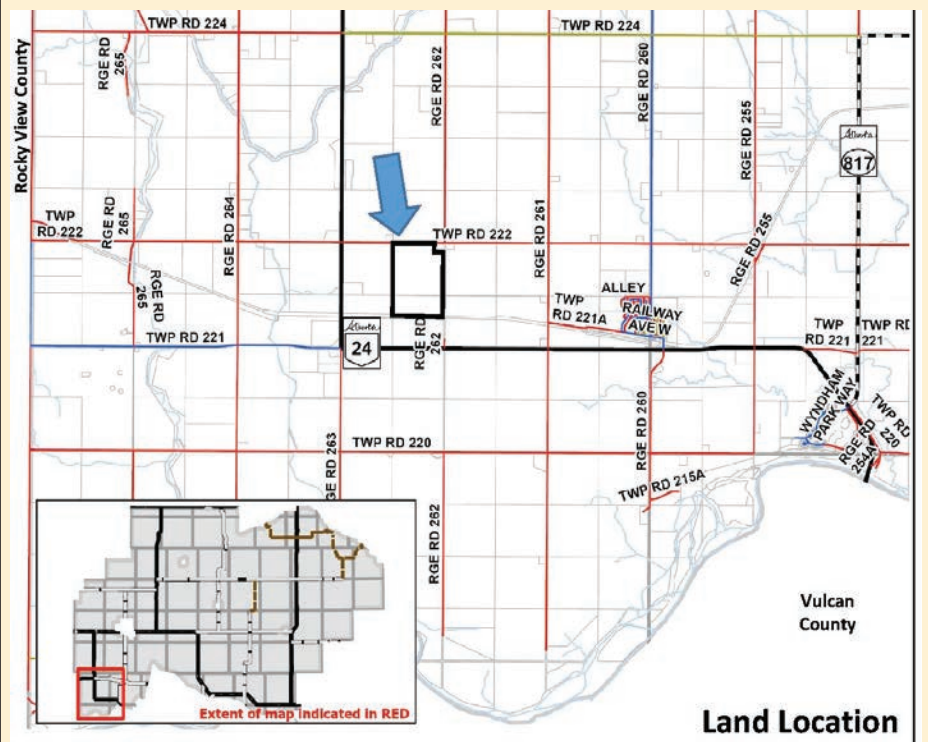 TWP RD 224
TWP RD 224
Rocky View County
RGE RD
265
RGE RD 262
RGE RD 260
RGE RD 255
Alberta
817
TWP
RD 222
RGE RD
265
RGE RD 264
TWP RD 222
RGE RD 261
RGE RD 265
RGE RD
265
ALLEY
TWP
RD 221A
RAILWAY
AVE W
TWP RD 221
Alberta
24
RGE RD
262
TWP
RD 221
TWP RD
221
WYNDHAM
PARK WAY
TWP RD
220
RGE RD
254A
RGE RD 263
TWP RD 220
RGE RD 260
TWP RD 215A
RGE RD 262
Vulcan
County
Extent of map indicated in RED
Land Location